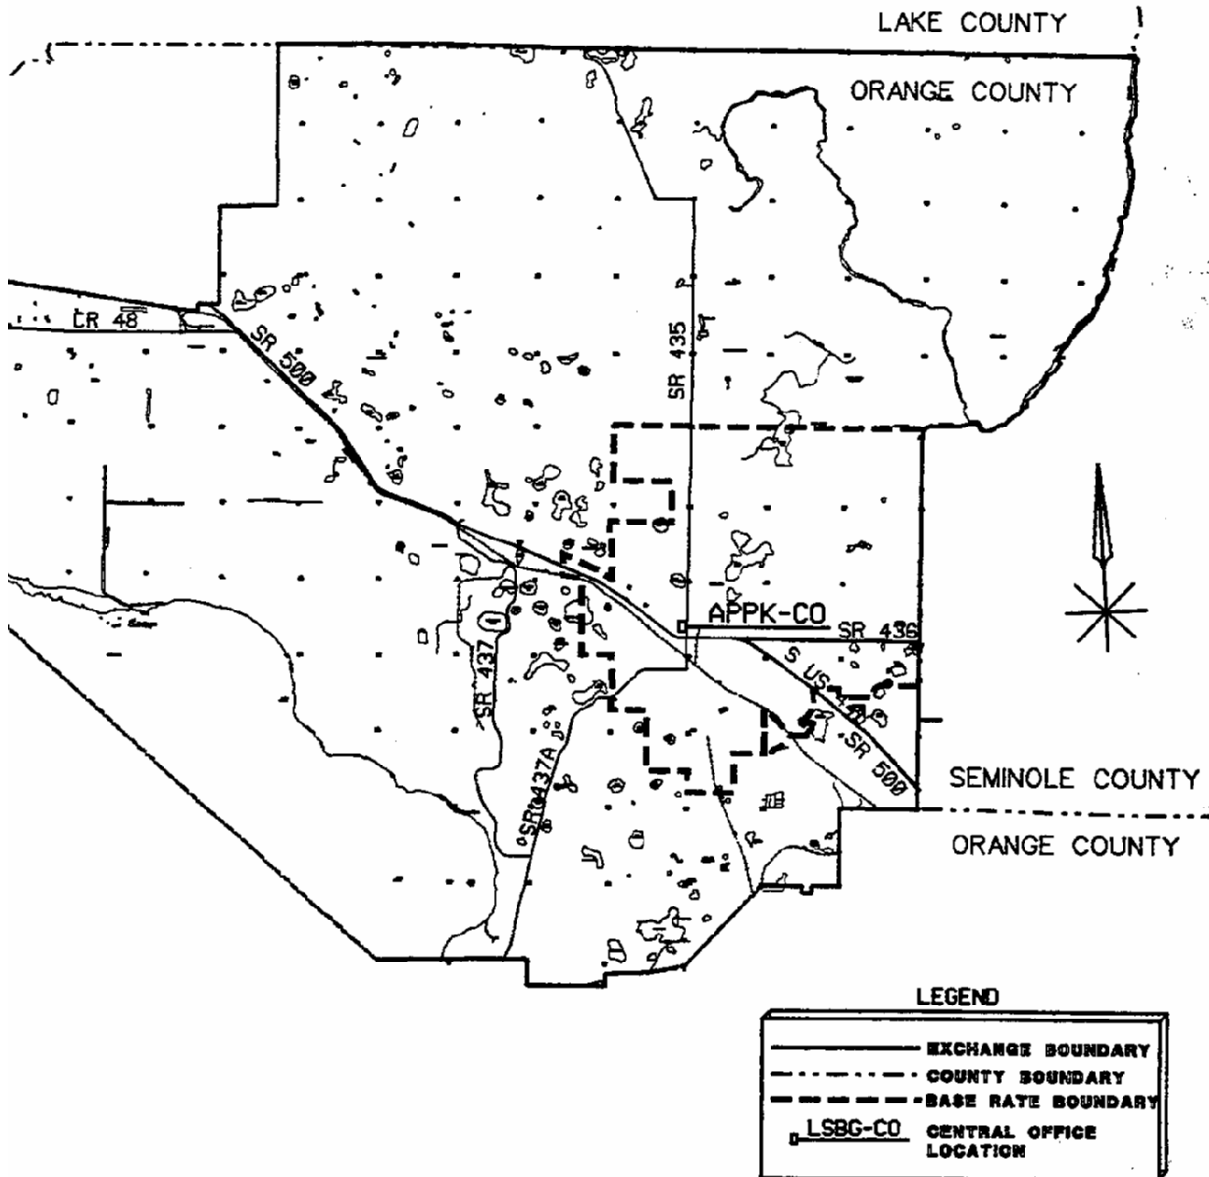 LAKE COUNTY
ORANGE COUNTY
CR 48
SR 500
SR 435
APPK-CO
SR 436
S US
SR 437
SR 437A
SR 500
SEMINOLE COUNTY
ORANGE COUNTY
LEGEND
EXCHANGE BOUNDARY
COUNTY BOUNDARY
BASE RATE BOUNDARY
LSBG-CO
CENTRAL OFFICE
LOCATION